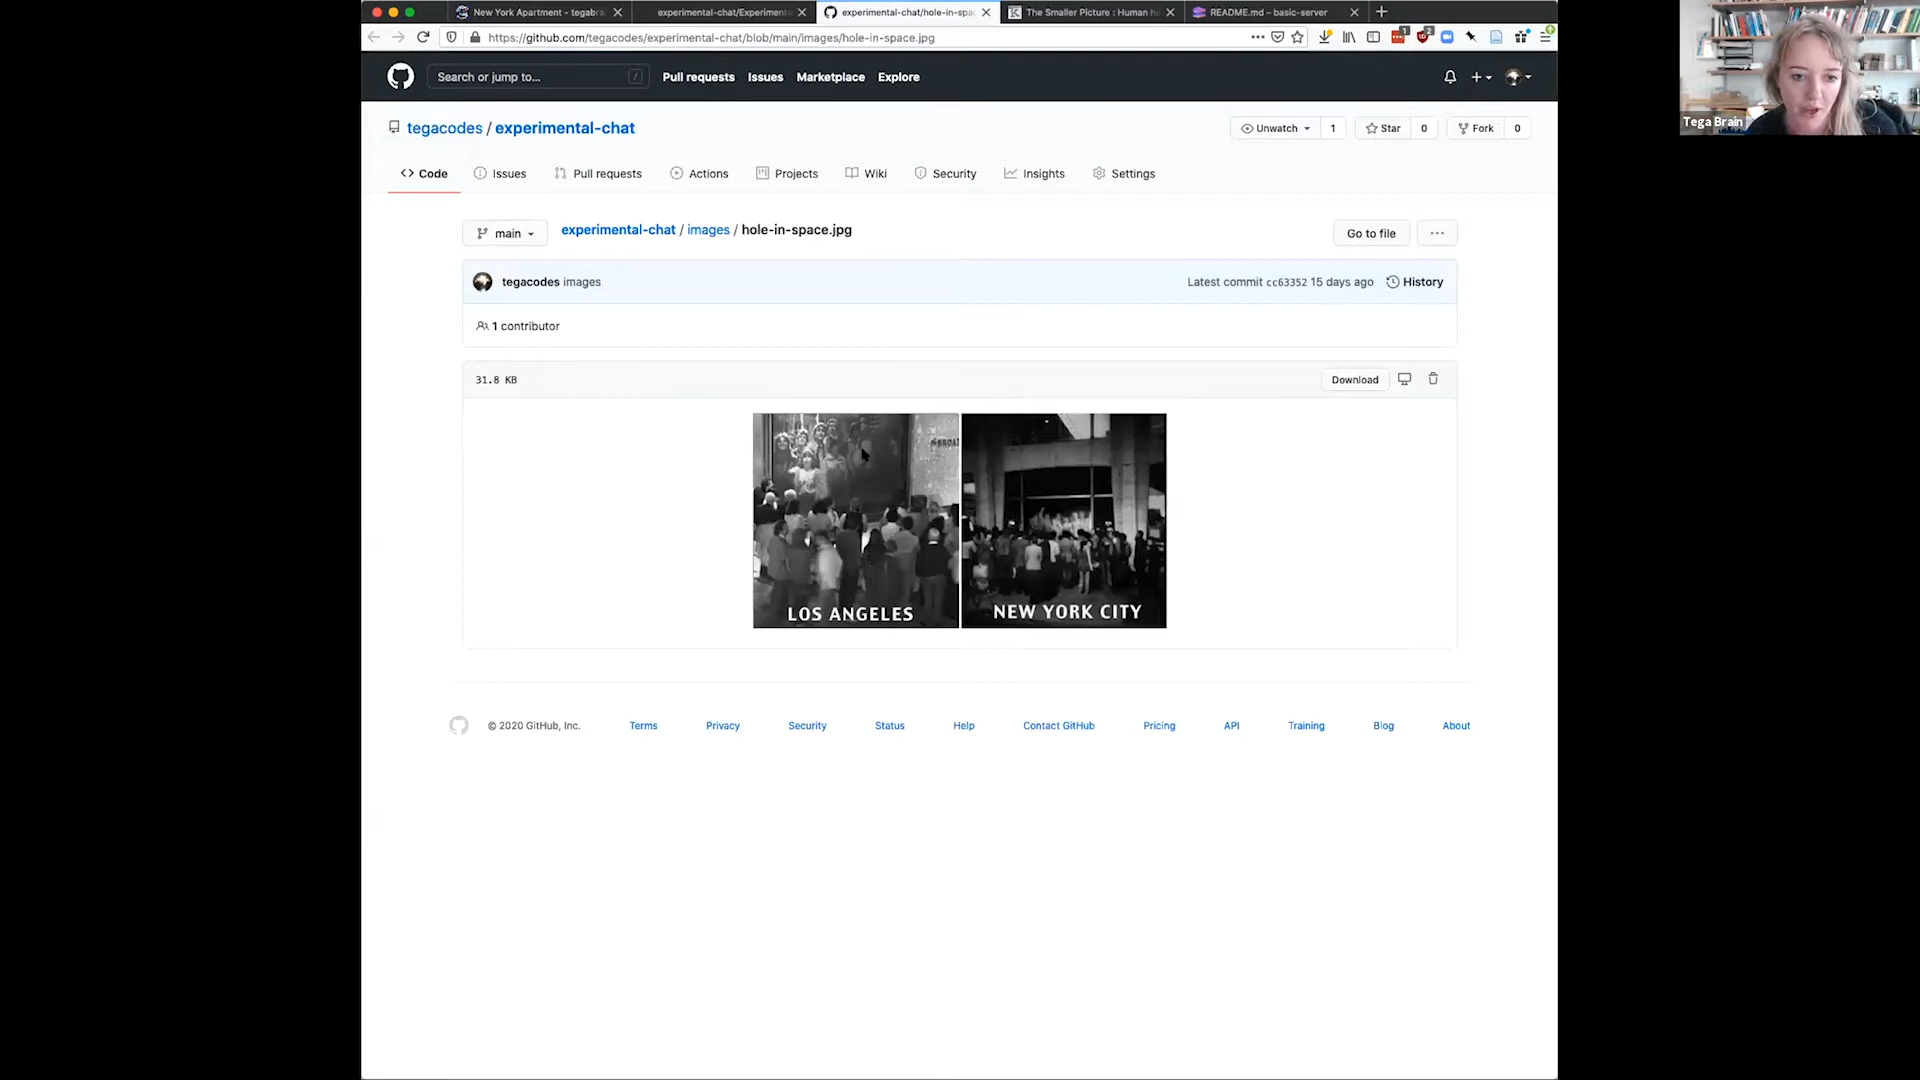 New York Apartment - tegabra
experimental-chat/Experiment
experimental-chat/hole-in-spa
The Smaller Picture : Human h
README.md – basic-server
https://github.com/tegacodes/experimental-chat/blob/main/images/hole-in-space.jpg
Search or jump to... /
Pull requests Issues Marketplace Explore
tegacodes / experimental-chat
Unwatch 1 Star 0 Fork 0
Code Issues Pull requests Actions Projects Wiki Security Insights Settings
main experimental-chat / images / hole-in-space.jpg Go to file
tegacodes images Latest commit cc63352 15 days ago History
1 contributor
31.8 KB Download
LOS ANGELES NEW YORK CITY
© 2020 GitHub, Inc. Terms Privacy Security Status Help Contact GitHub Pricing API Training Blog About
Tega Brain